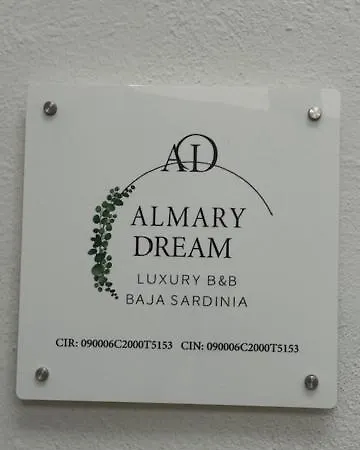 AD
ALMARY
DREAM
LUXURY B&B
BAJA SARDINIA
CIR: 090006C2000T5153 CIN: 090006C2000T5153